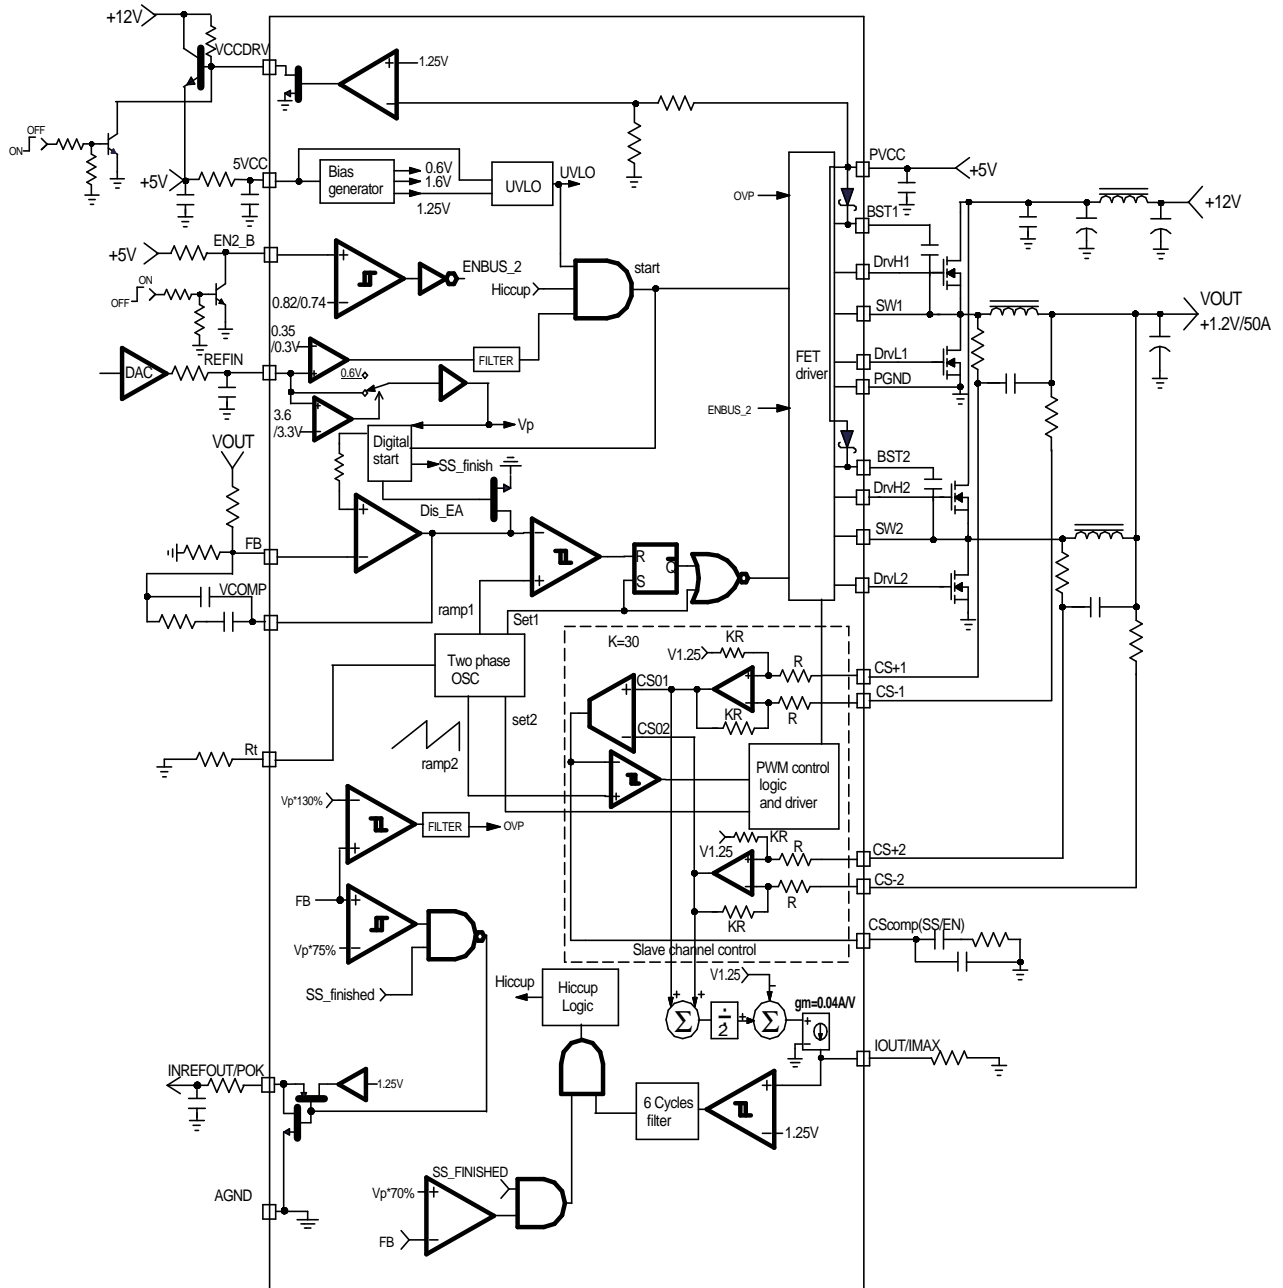 +12V
VCCDRV
1.25V
OFF
ON
5VCC
+5V
Bias
generator
0.6V
1.6V
1.25V
UVLO
UVLO
PVCC
+5V
OVP
BST1
+12V
EN2_B
+5V
ON
OFF
0.82/0.74
ENBUS_2
Hiccup
start
DrvH1
SW1
VOUT
+1.2V/50A
0.35
/0.3V
FILTER
FET
driver
DrvL1
PGND
REFIN
DAC
0.6V
3.6
/3.3V
Vp
ENBUS_2
VOUT
Digital
start
SS_finish
BST2
DrvH2
Dis_EA
SW2
FB
R
S
Q
DrvL2
VCOMP
ramp1
Set1
Two phase
OSC
K=30
KR
V1.25
R
CS+1
CS01
CS-1
KR
R
CS02
set2
Rt
ramp2
PWM control
logic
and driver
Vp*130%
FILTER
OVP
KR
V1.25
R
CS+2
CS-2
R
KR
FB
Vp*75%
CScomp(SS/EN)
Slave channel control
SS_finished
Hiccup
Hiccup
Logic
V1.25
+
+
-
Σ
÷
2
+
Σ
gm=0.04A/V
IOUT/IMAX
INREFOUT/POK
1.25V
6 Cycles
filter
1.25V
SS_FINISHED
AGND
Vp*70%
FB